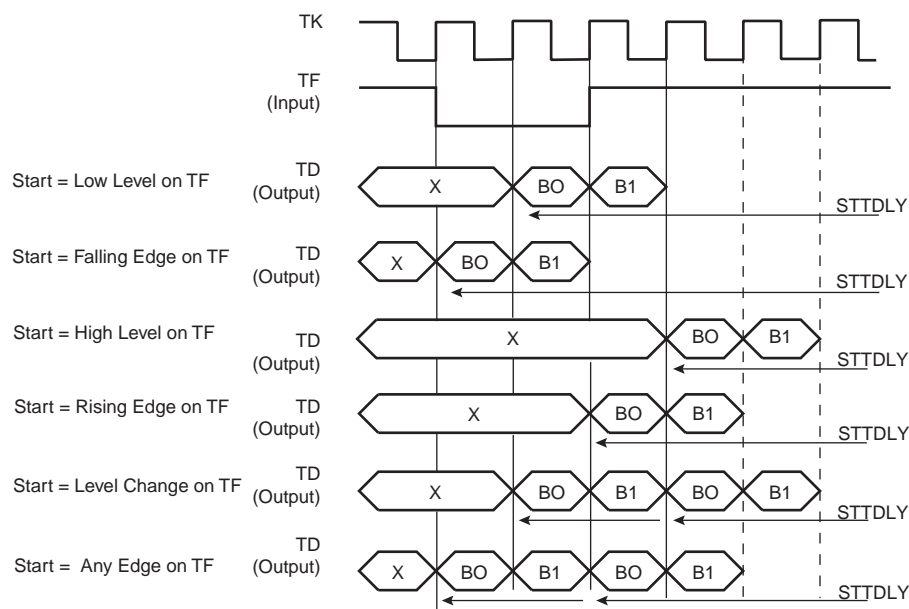 TK
TF
(Input)
Start = Low Level on TF
TD
(Output)
X
BO
B1
STTDLY
Start = Falling Edge on TF
TD
(Output)
X
BO
B1
STTDLY
Start = High Level on TF
TD
(Output)
X
BO
B1
STTDLY
Start = Rising Edge on TF
TD
(Output)
X
BO
B1
STTDLY
Start = Level Change on TF
TD
(Output)
X
BO
B1
BO
B1
STTDLY
Start = Any Edge on TF
TD
(Output)
X
BO
B1
BO
B1
STTDLY